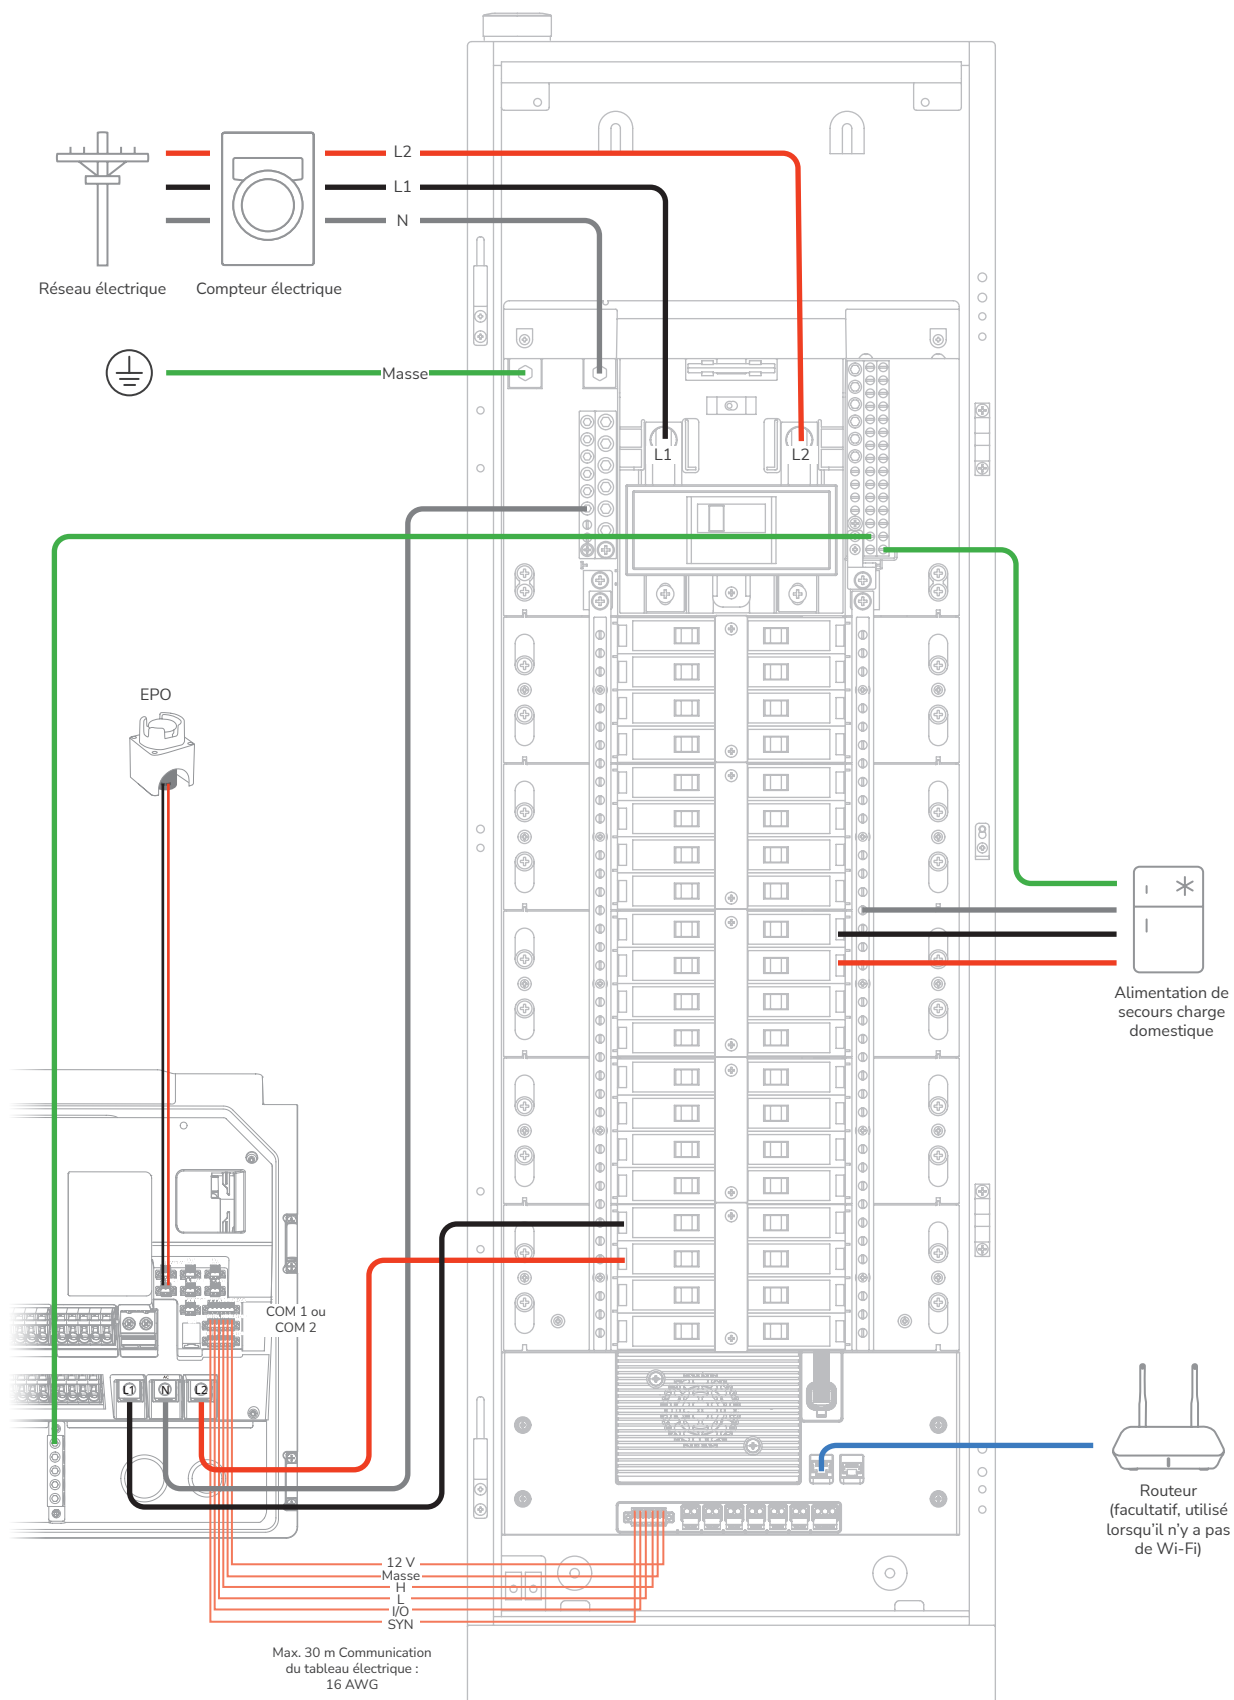 L2
L1
N
Réseau électrique
Compteur électrique
Masse
L1
L2
EPO
Alimentation de
secours charge
domestique
COM 1 ou
COM 2
AC
L1
N
L2
Routeur
(facultatif, utilisé
lorsqu'il n'y a pas
de Wi-Fi)
12 V
Masse
H
L
I/O
SYN
Max. 30 m Communication
du tableau électrique :
16 AWG